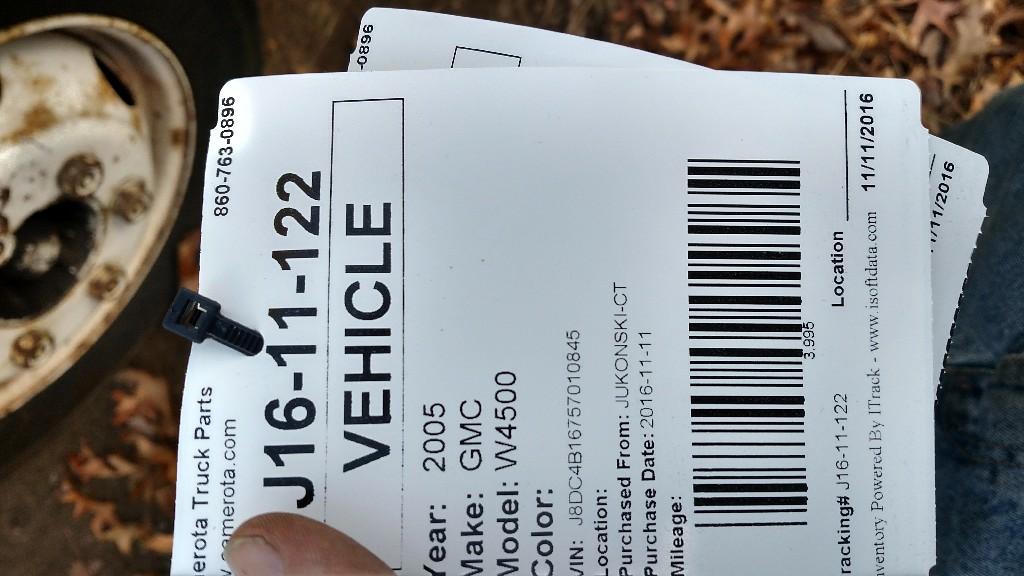 860-763-0896
erota Truck Parts
merota.com
J16-11-122
VEHICLE
Year: 2005
Make: GMC
Model: W4500
Color:
VIN: J8DC4B16757010845
Location:
Purchased From: JUKONSKI-CT
Purchase Date: 2016-11-11
Mileage:
3,995
Location
racking# J16-11-122
11/11/2016
nventory Powered By ITrack - www.isoftdata.com
-0896
/11/2016